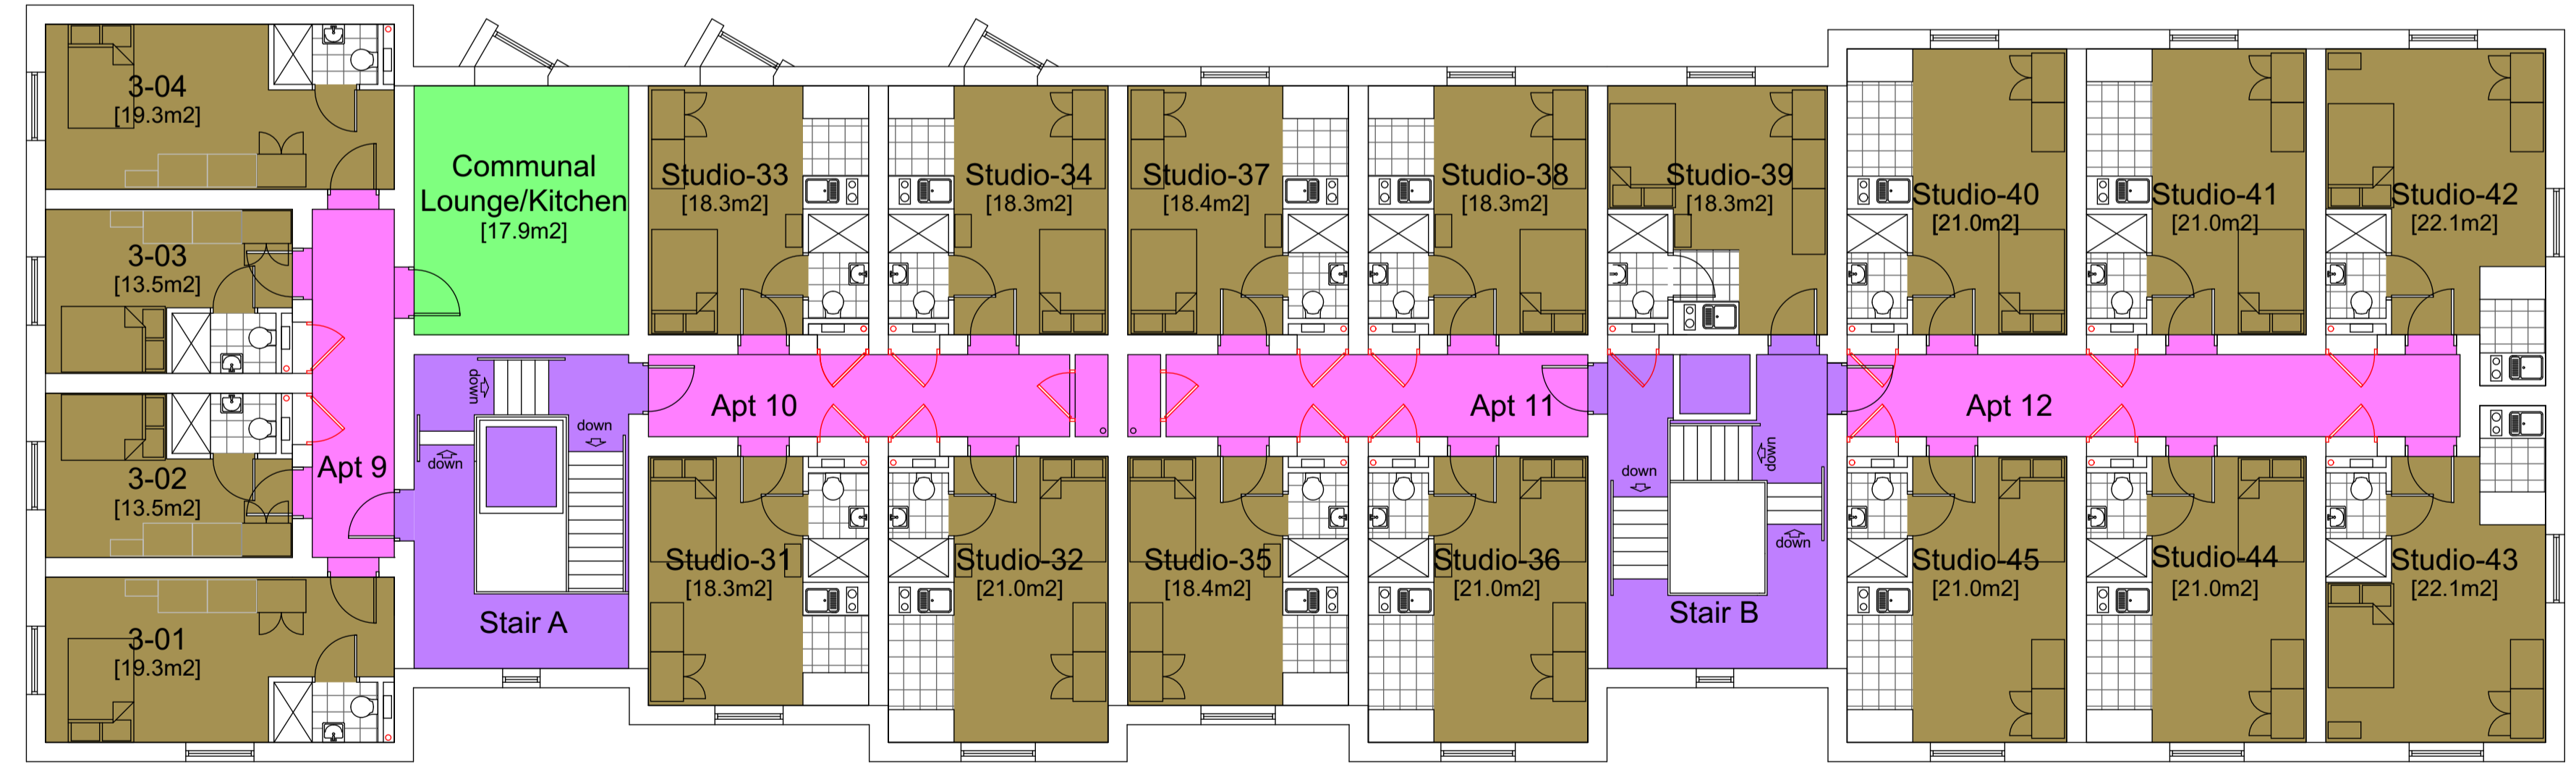 3-04
[19.3m2]
3-03
[13.5m2]
3-02
[13.5m2]
3-01
[19.3m2]
Apt 9
Communal
Lounge/Kitchen
[17.9m2]
down
down
down
Stair A
Studio-33
[18.3m2]
Studio-34
[18.3m2]
Apt 10
Studio-31
[18.3m2]
Studio-32
[21.0m2]
Studio-37
[18.4m2]
Studio-38
[18.3m2]
Apt 11
Studio-35
[18.4m2]
Studio-36
[21.0m2]
Studio-39
[18.3m2]
down
down
down
Stair B
Studio-40
[21.0m2]
Studio-41
[21.0m2]
Studio-42
[22.1m2]
Apt 12
Studio-45
[21.0m2]
Studio-44
[21.0m2]
Studio-43
[22.1m2]